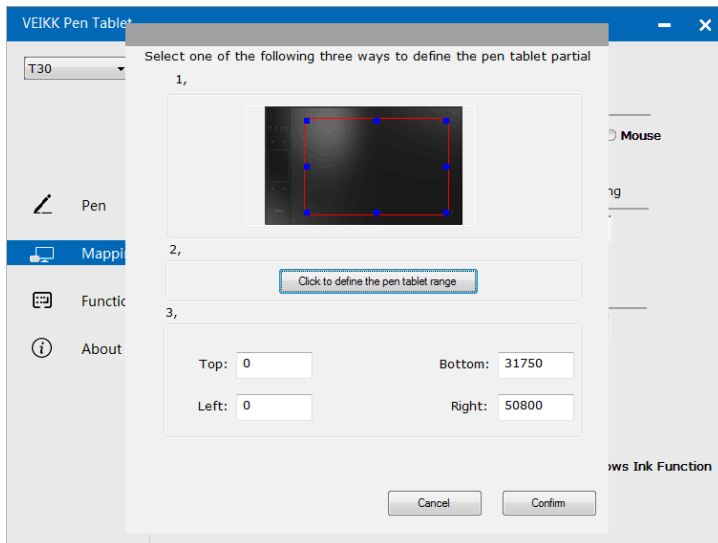 VEIKK Pen Tablet
T30
Select one of the following three ways to define the pen tablet partial
1,
Mouse
Pen
Mappi
2,
Click to define the pen tablet range
Functio
3,
About
Top: 0
Bottom: 31750
Left: 0
Right: 50800
ows Ink Function
Cancel
Confirm